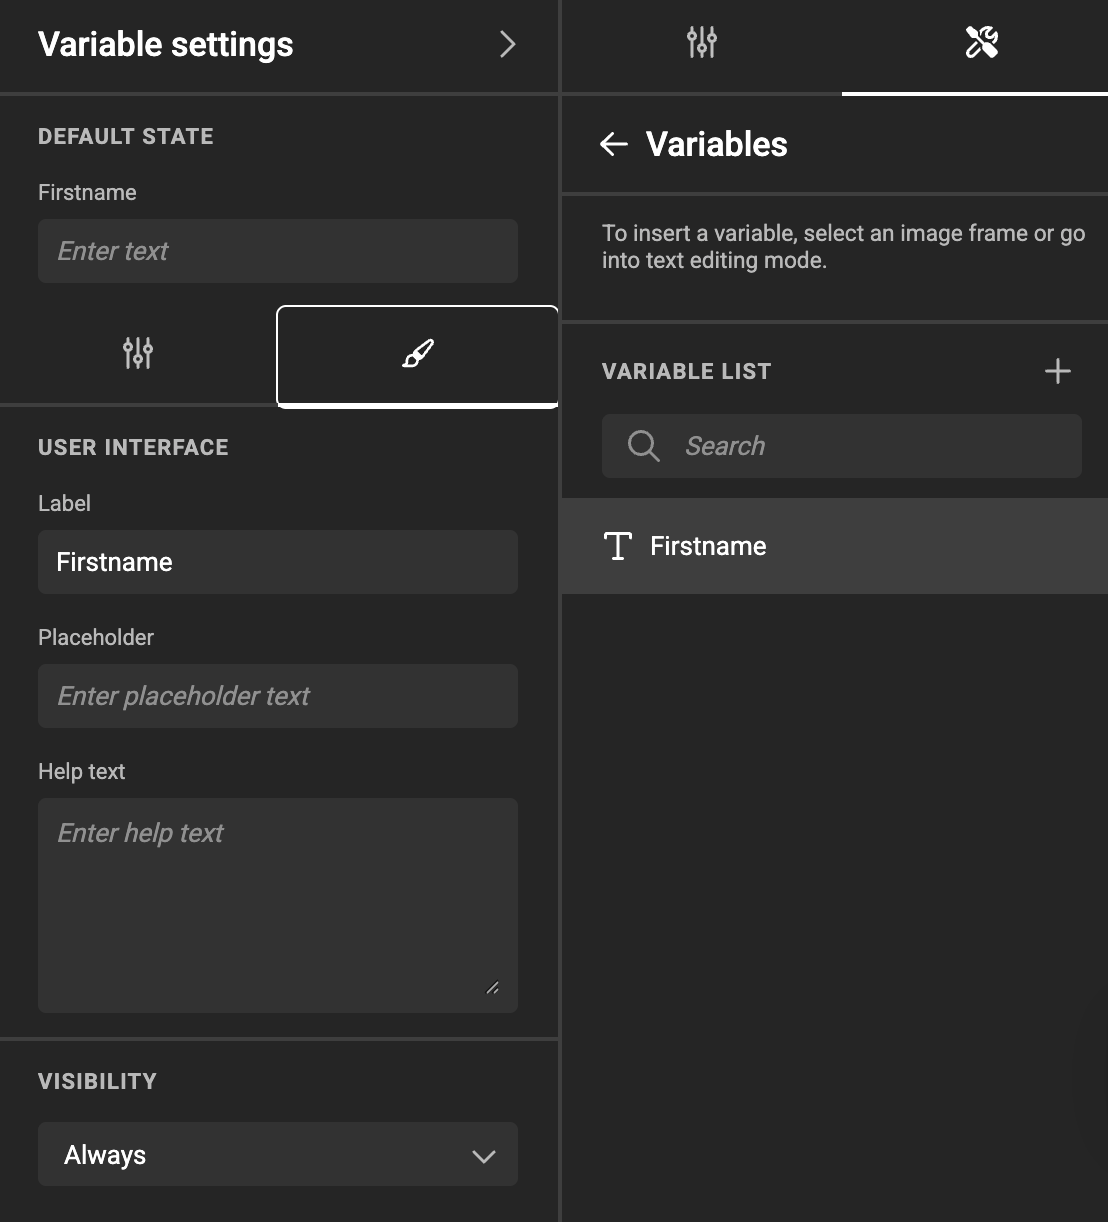 Variable settings
DEFAULT STATE
Firstname
Enter text
USER INTERFACE
Label
Firstname
Placeholder
Enter placeholder text
Help text
Enter help text
VISIBILITY
Always
Variables
To insert a variable, select an image frame or go
into text editing mode.
VARIABLE LIST
Search
Firstname